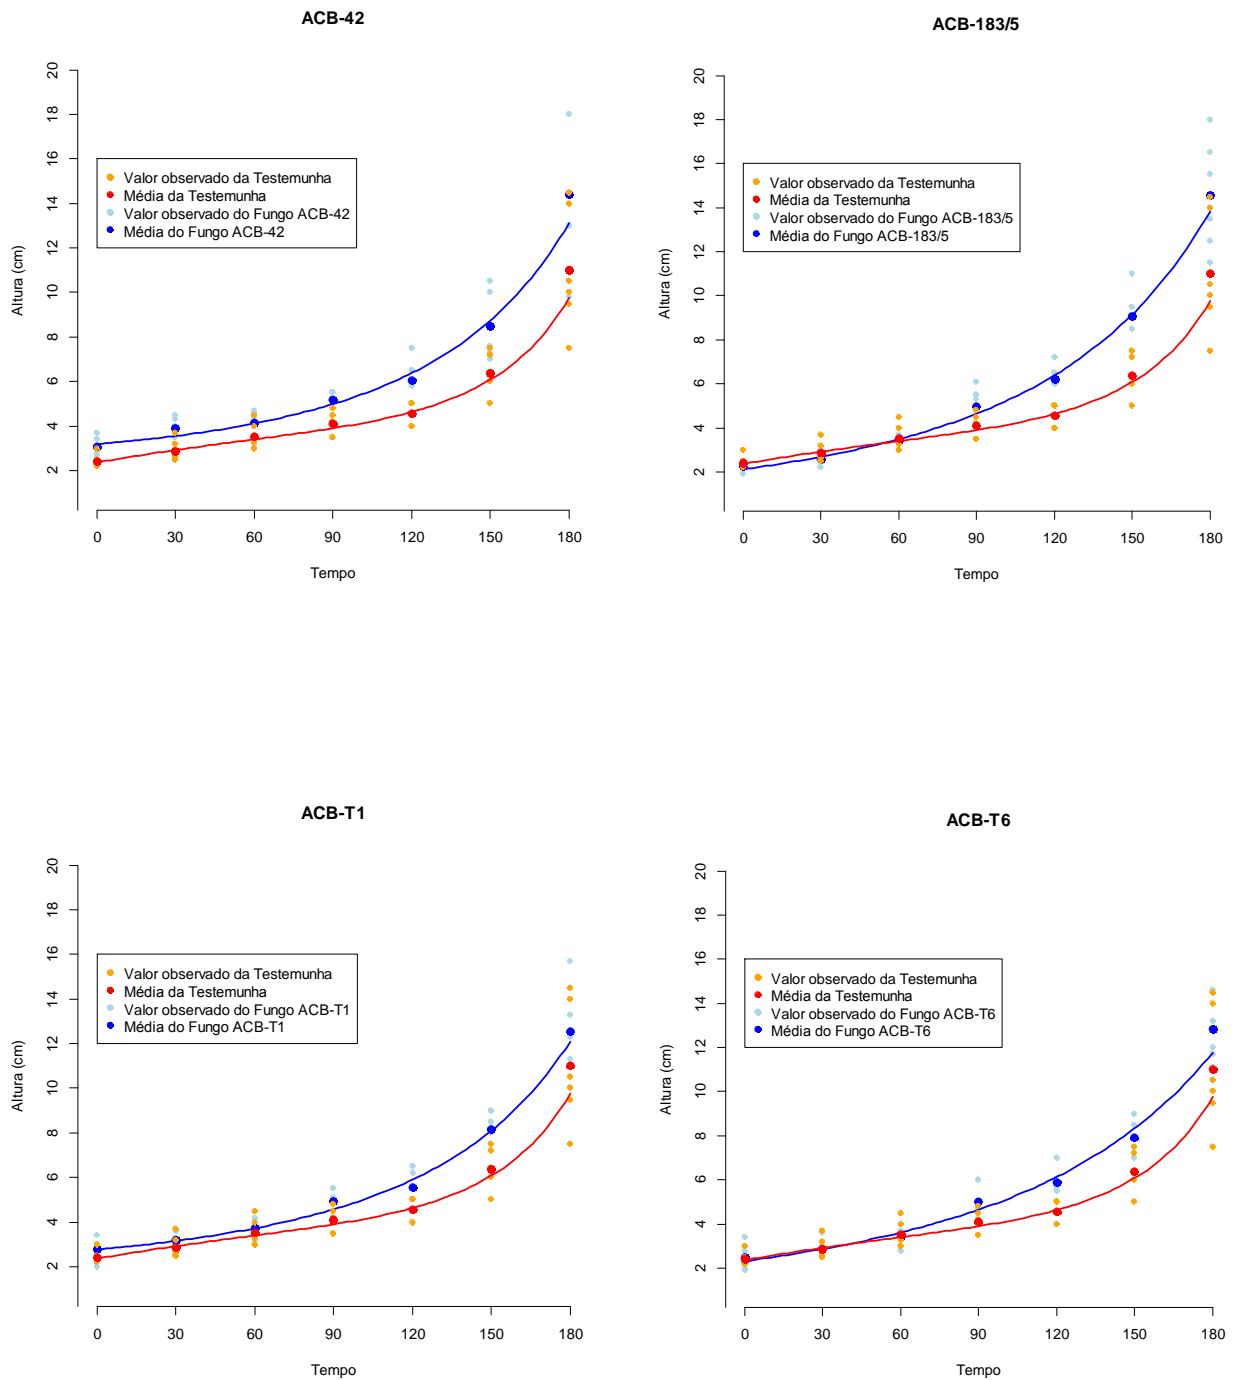 ACB-42
Altura (cm)
20
18
16
14
12
10
8
6
4
2
Valor observado da Testemunha
Média da Testemunha
Valor observado do Fungo ACB-42
Média do Fungo ACB-42
0 30 60 90 120 150 180
Tempo
ACB-183/5
Altura (cm)
20
18
16
14
12
10
8
6
4
2
Valor observado da Testemunha
Média da Testemunha
Valor observado do Fungo ACB-183/5
Média do Fungo ACB-183/5
0 30 60 90 120 150 180
Tempo
ACB-T1
Altura (cm)
20
18
16
14
12
10
8
6
4
2
Valor observado da Testemunha
Média da Testemunha
Valor observado do Fungo ACB-T1
Média do Fungo ACB-T1
0 30 60 90 120 150 180
Tempo
ACB-T6
Altura (cm)
20
18
16
14
12
10
8
6
4
2
Valor observado da Testemunha
Média da Testemunha
Valor observado do Fungo ACB-T6
Média do Fungo ACB-T6
0 30 60 90 120 150 180
Tempo